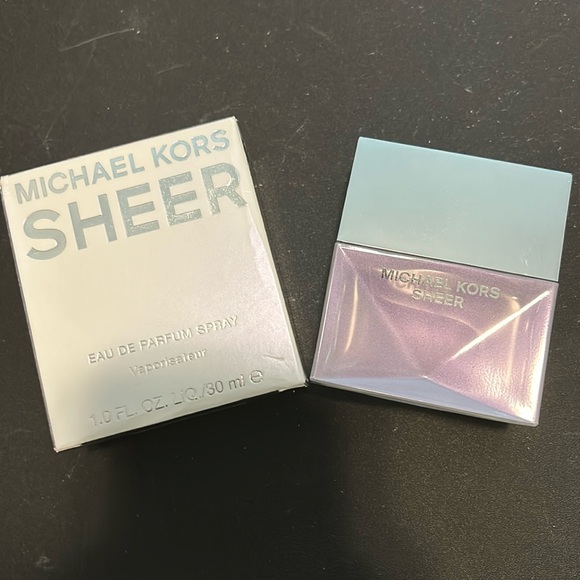 MICHAEL KORS
SHEER
EAU DE PARFUM SPRAY
Vaporisateur
1.0 FL. OZ. LIQ./30 ml ℮
MICHAEL KORS
SHEER